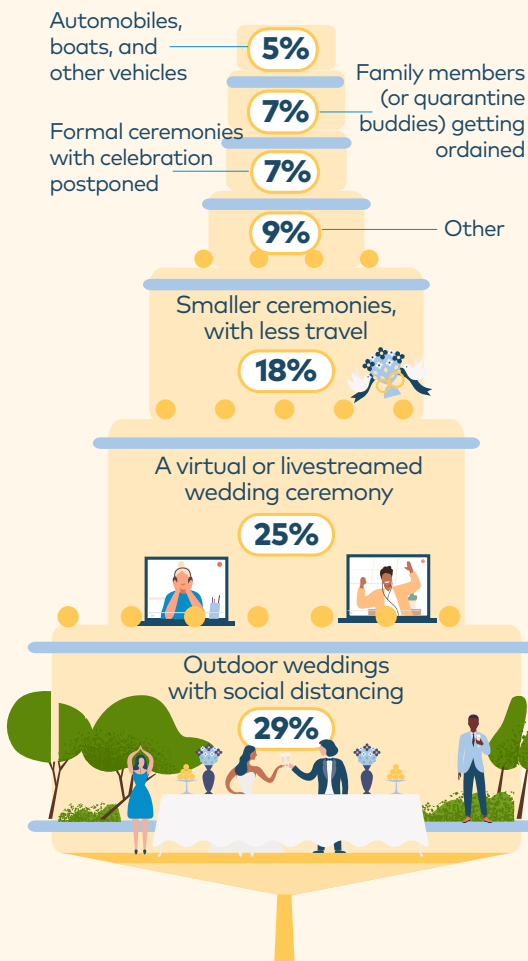 Automobiles,
boats, and
other vehicles
5%
Family members
(or quarantine
buddies) getting
ordained
7%
Formal ceremonies
with celebration
postponed
7%
9%
Other
Smaller ceremonies,
with less travel
18%
A virtual or livestreamed
wedding ceremony
25%
Outdoor weddings
with social distancing
29%